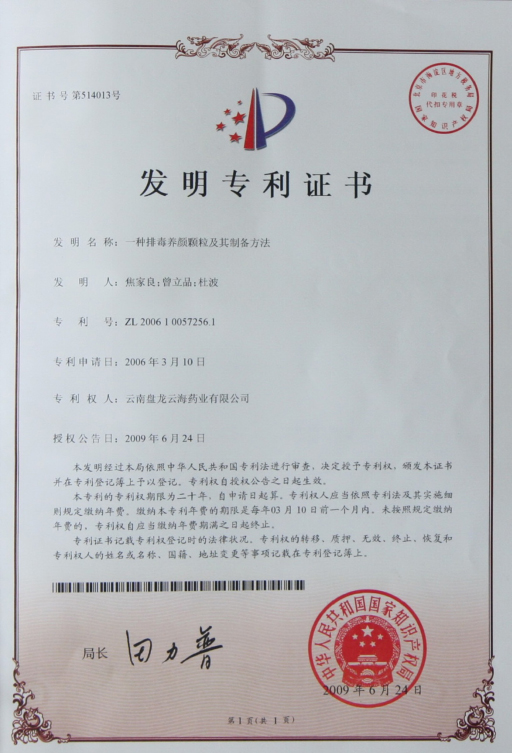 证书号第514013号
印花税
代扣专用章
国家知识产权局
发明专利证书
发明名称：一种排毒养颜颗粒及其制备方法
发明人：焦家良;曾立品;杜波
专利号：ZL 2006 1 0057256.1
专利申请日：2006年3月10日
专利权人：云南盘龙云海药业有限公司
授权公告日：2009年6月24日
本发明经过本局依照中华人民共和国专利法进行审查，决定授予专利权，颁发本证书
并在专利登记簿上予以登记。专利权自授权公告之日起生效。
本专利的专利权期限为二十年，自申请日起算。专利权人应当依照专利法及其实施细
则规定缴纳年费。缴纳本专利年费的期限是每年03月10日前一个月内。未按照规定缴纳
年费的，专利权自应当缴纳年费期满之日起终止。
专利证书记载专利权登记时的法律状况。专利权的转移、质押、无效、终止、恢复和
专利权人的姓名或名称、国籍、地址变更等事项记载在专利登记簿上。
局长 田力普
中华人民共和国国家知识产权局
2009年6月24日
第1页(共1页)